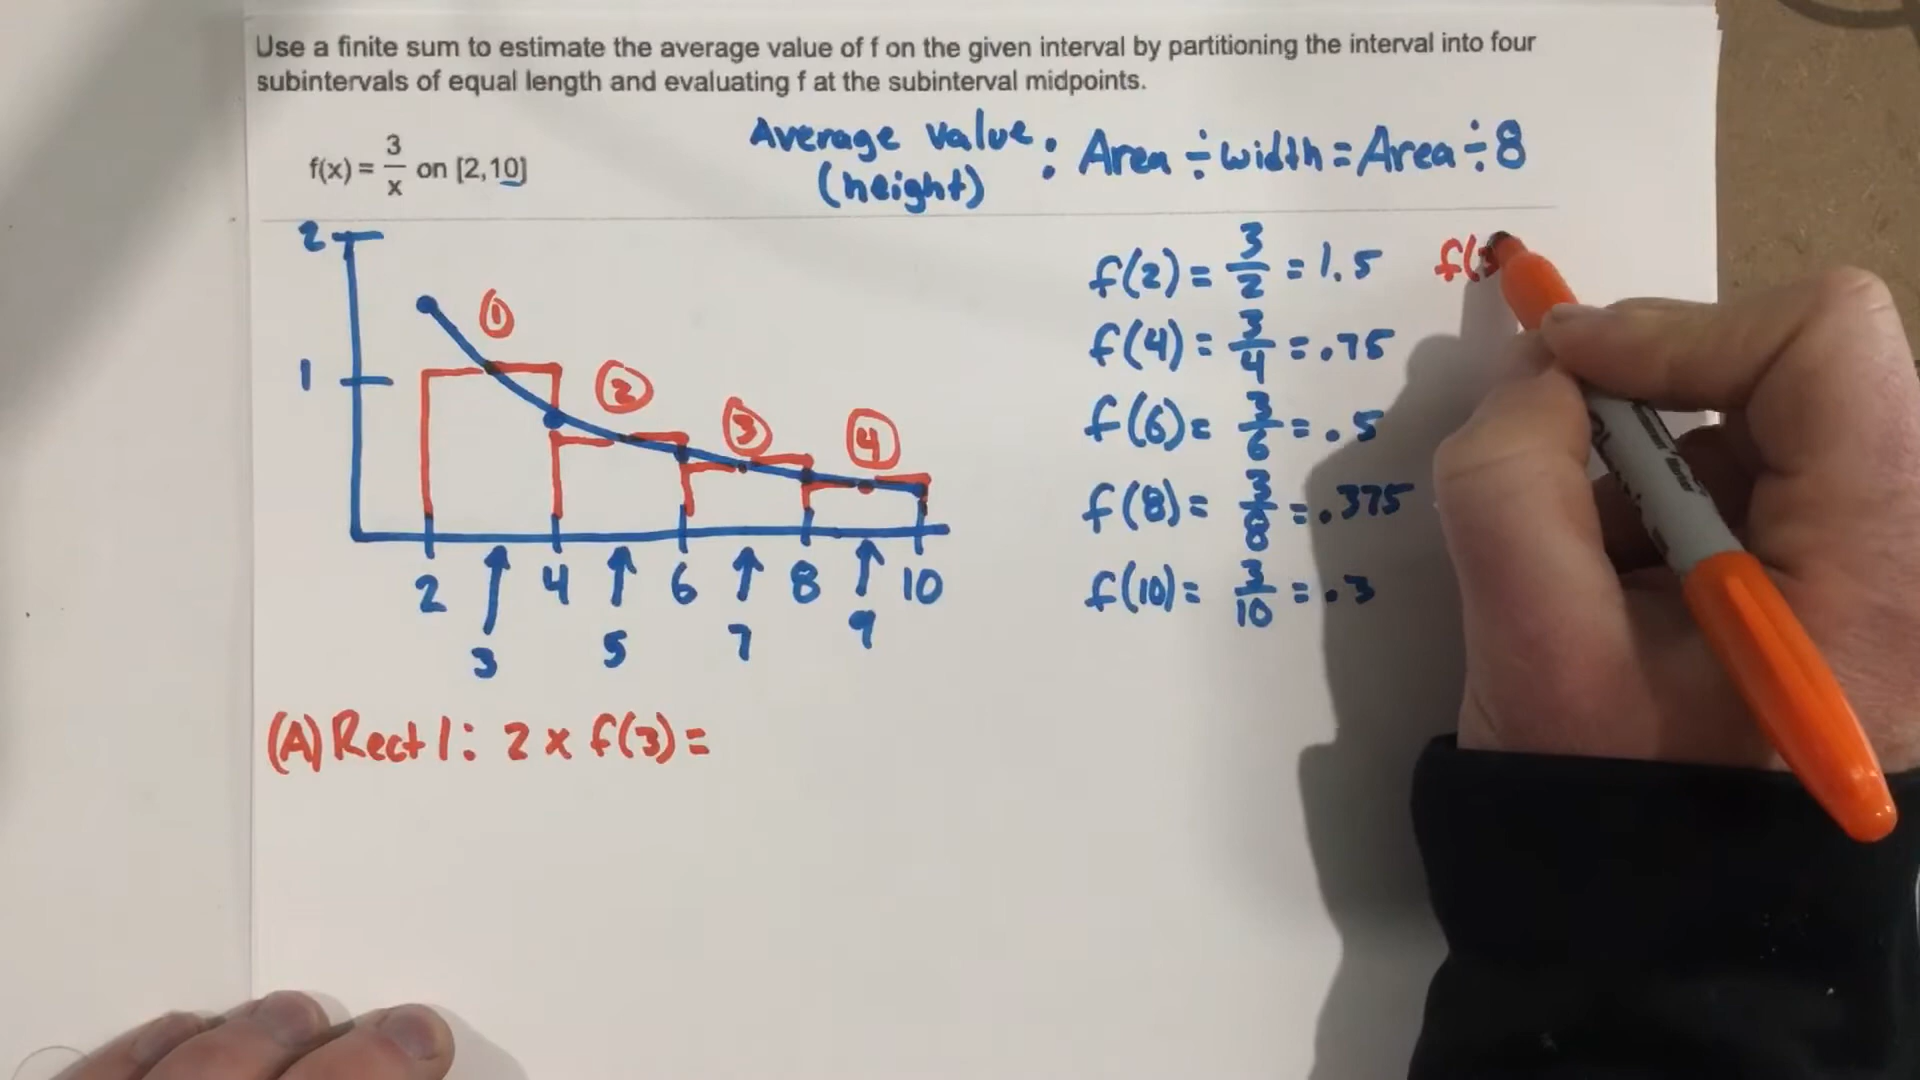 Use a finite sum to estimate the average value of f on the given interval by partitioning the interval into four
subintervals of equal length and evaluating f at the subinterval midpoints.
f(x) = 3/x on [2,10]
Average value : Area ÷ width = Area ÷ 8
(height)
2
1
① ② ③ ④
2 4 6 8 10
3 5 7 9
f(2) = 3/2 = 1.5
f(4) = 3/4 = .75
f(6) = 3/6 = .5
f(8) = 3/8 = .375
f(10) = 3/10 = .3
f(3
(A) Rect 1: 2 x f(3) =